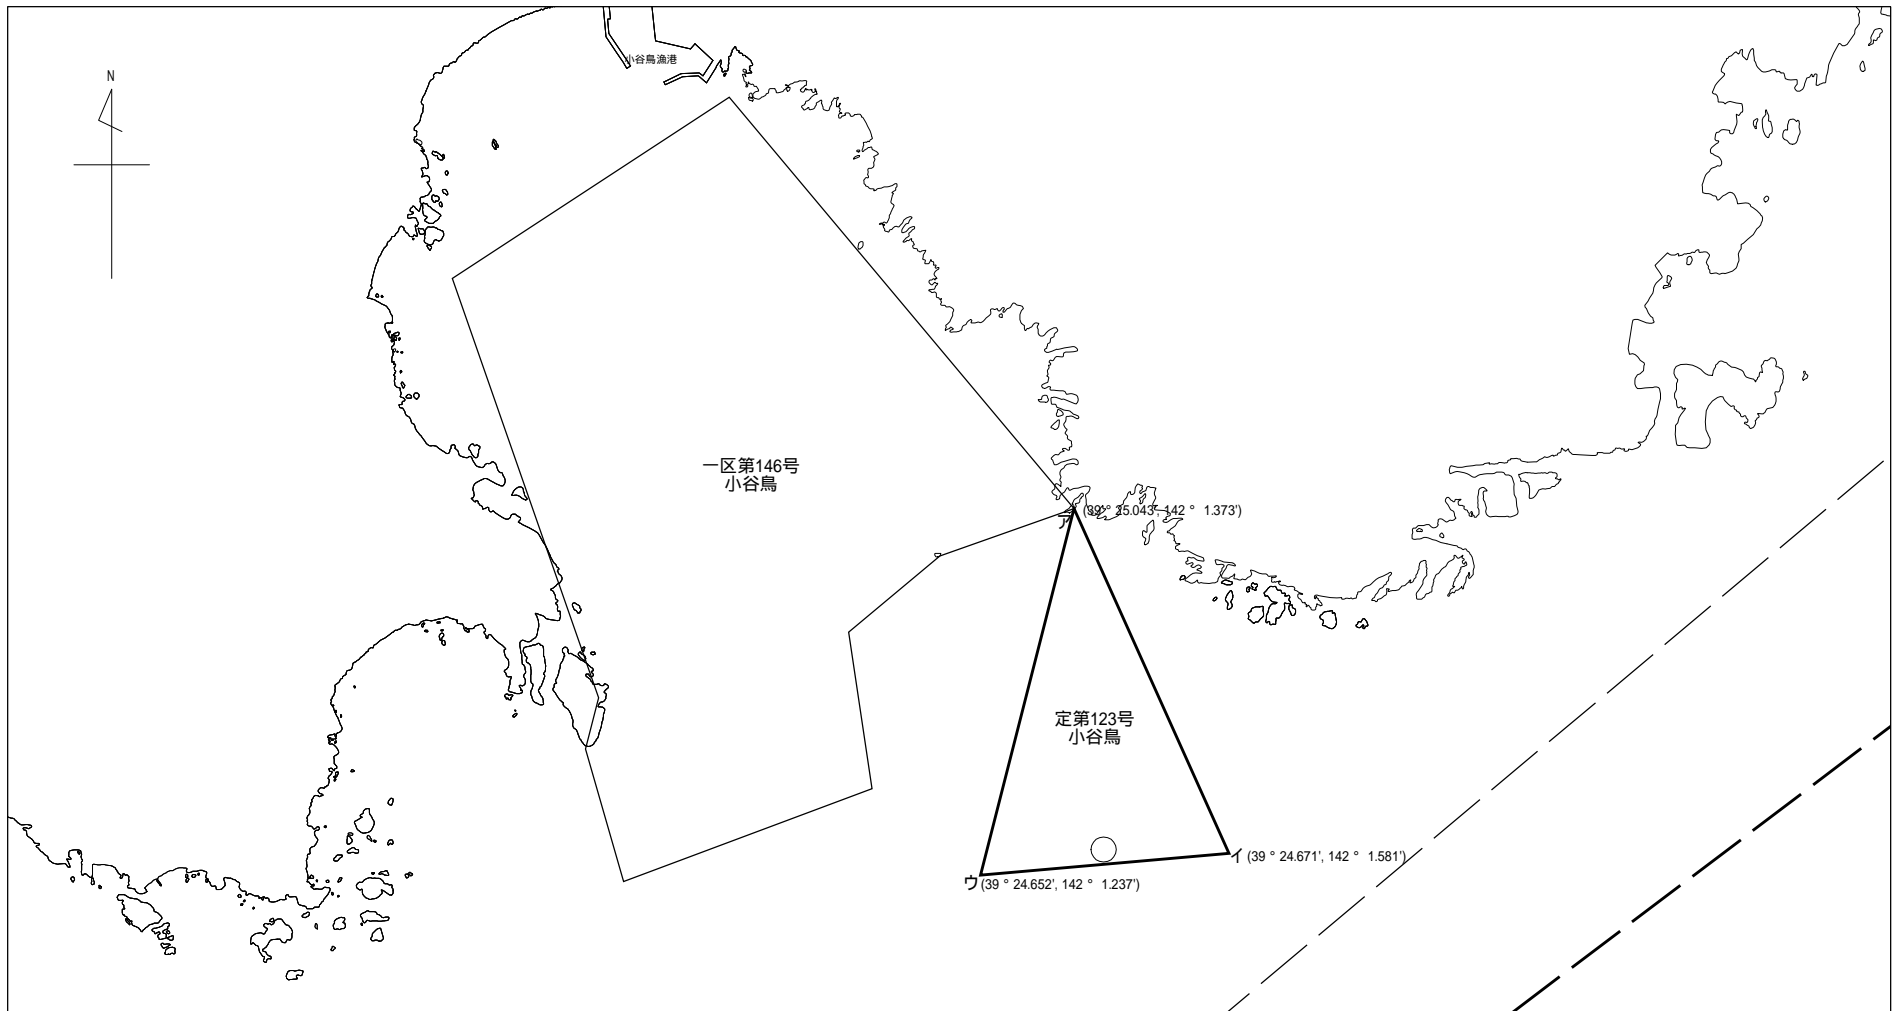 小谷鳥漁港
N
一区第146号
小谷鳥
ア (39 ° 25.043', 142 ° 1.373')
定第123号
小谷鳥
イ (39 ° 24.671', 142 ° 1.581')
ウ (39 ° 24.652', 142 ° 1.237')